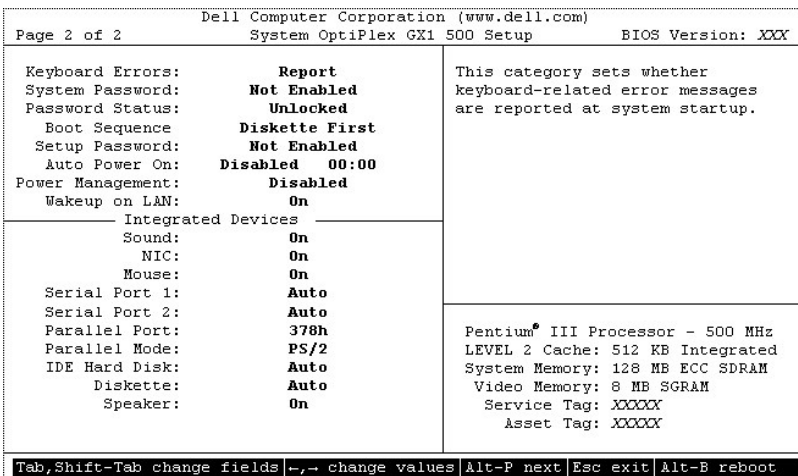 Dell Computer Corporation (www.dell.com)
Page 2 of 2 System OptiPlex GX1 500 Setup BIOS Version: XXX
Keyboard Errors: Report
System Password: Not Enabled
Password Status: Unlocked
Boot Sequence Diskette First
Setup Password: Not Enabled
Auto Power On: Disabled 00:00
Power Management: Disabled
Wakeup on LAN: On
Integrated Devices
Sound: On
NIC: On
Mouse: On
Serial Port 1: Auto
Serial Port 2: Auto
Parallel Port: 378h
Parallel Mode: PS/2
IDE Hard Disk: Auto
Diskette: Auto
Speaker: On
This category sets whether
keyboard-related error messages
are reported at system startup.
Pentium® III Processor - 500 MHz
LEVEL 2 Cache: 512 KB Integrated
System Memory: 128 MB ECC SDRAM
Video Memory: 8 MB SGRAM
Service Tag: XXXXX
Asset Tag: XXXXX
Tab,Shift-Tab change fields|←,→ change values|Alt-P next|Esc exit|Alt-B reboot